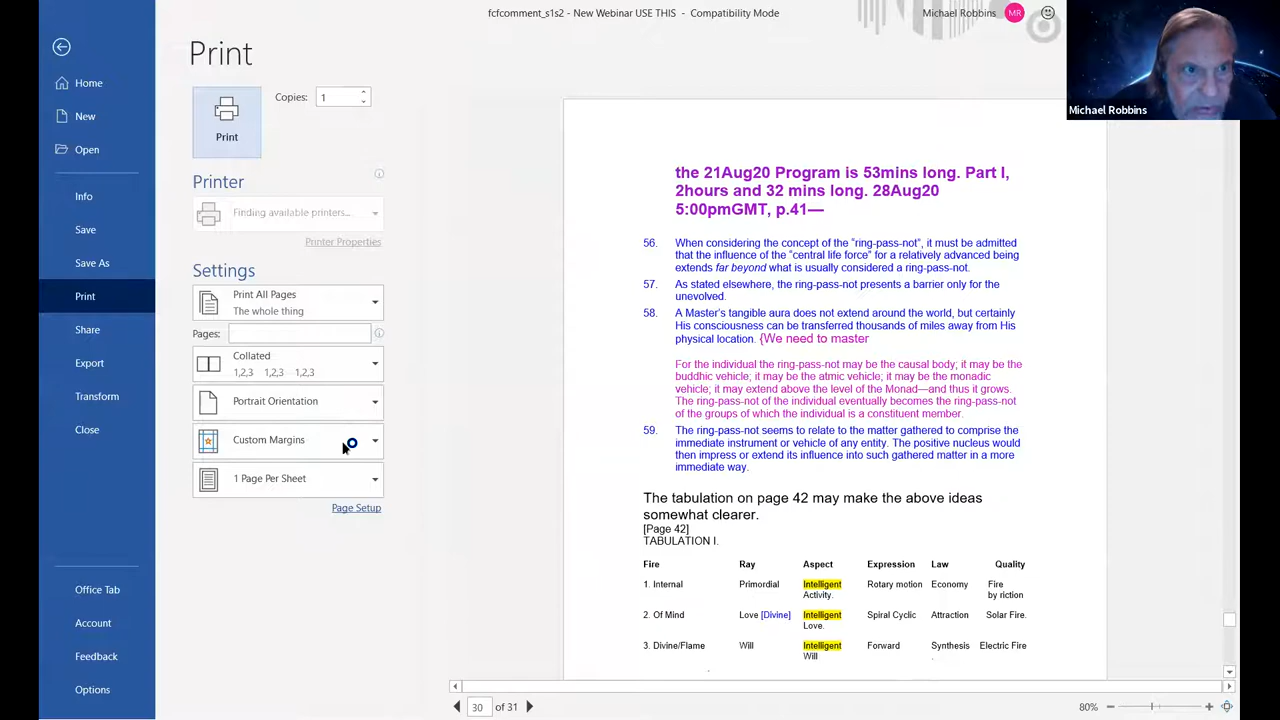 fcfcomment_s1s2 - New Webinar USE THIS - Compatibility Mode
Michael Robbins
MR
Michael Robbins
Home
New
Open
Info
Save
Save As
Print
Share
Export
Transform
Close
Office Tab
Account
Feedback
Options
Print
Print
Copies: 1
Printer
Finding available printers...
Printer Properties
Settings
Print All Pages
The whole thing
Pages:
Collated
1,2,3 1,2,3 1,2,3
Portrait Orientation
Custom Margins
1 Page Per Sheet
Page Setup
the 21Aug20 Program is 53mins long. Part I,
2hours and 32 mins long. 28Aug20
5:00pmGMT, p.41—
56. When considering the concept of the "ring-pass-not", it must be admitted
that the influence of the "central life force" for a relatively advanced being
extends far beyond what is usually considered a ring-pass-not.
57. As stated elsewhere, the ring-pass-not presents a barrier only for the
unevolved.
58. A Master's tangible aura does not extend around the world, but certainly
His consciousness can be transferred thousands of miles away from His
physical location. {We need to master
For the individual the ring-pass-not may be the causal body; it may be the
buddhic vehicle; it may be the atmic vehicle; it may be the monadic
vehicle; it may extend above the level of the Monad—and thus it grows.
The ring-pass-not of the individual eventually becomes the ring-pass-not
of the groups of which the individual is a constituent member.
59. The ring-pass-not seems to relate to the matter gathered to comprise the
immediate instrument or vehicle of any entity. The positive nucleus would
then impress or extend its influence into such gathered matter in a more
immediate way.
The tabulation on page 42 may make the above ideas
somewhat clearer.
[Page 42]
TABULATION I.
Fire Ray Aspect Expression Law Quality
1. Internal Primordial Intelligent Rotary motion Economy Fire
Activity. by riction
2. Of Mind Love [Divine] Intelligent Spiral Cyclic Attraction Solar Fire.
Love.
3. Divine/Flame Will Intelligent Forward Synthesis Electric Fire
Will .
30 of 31
80%